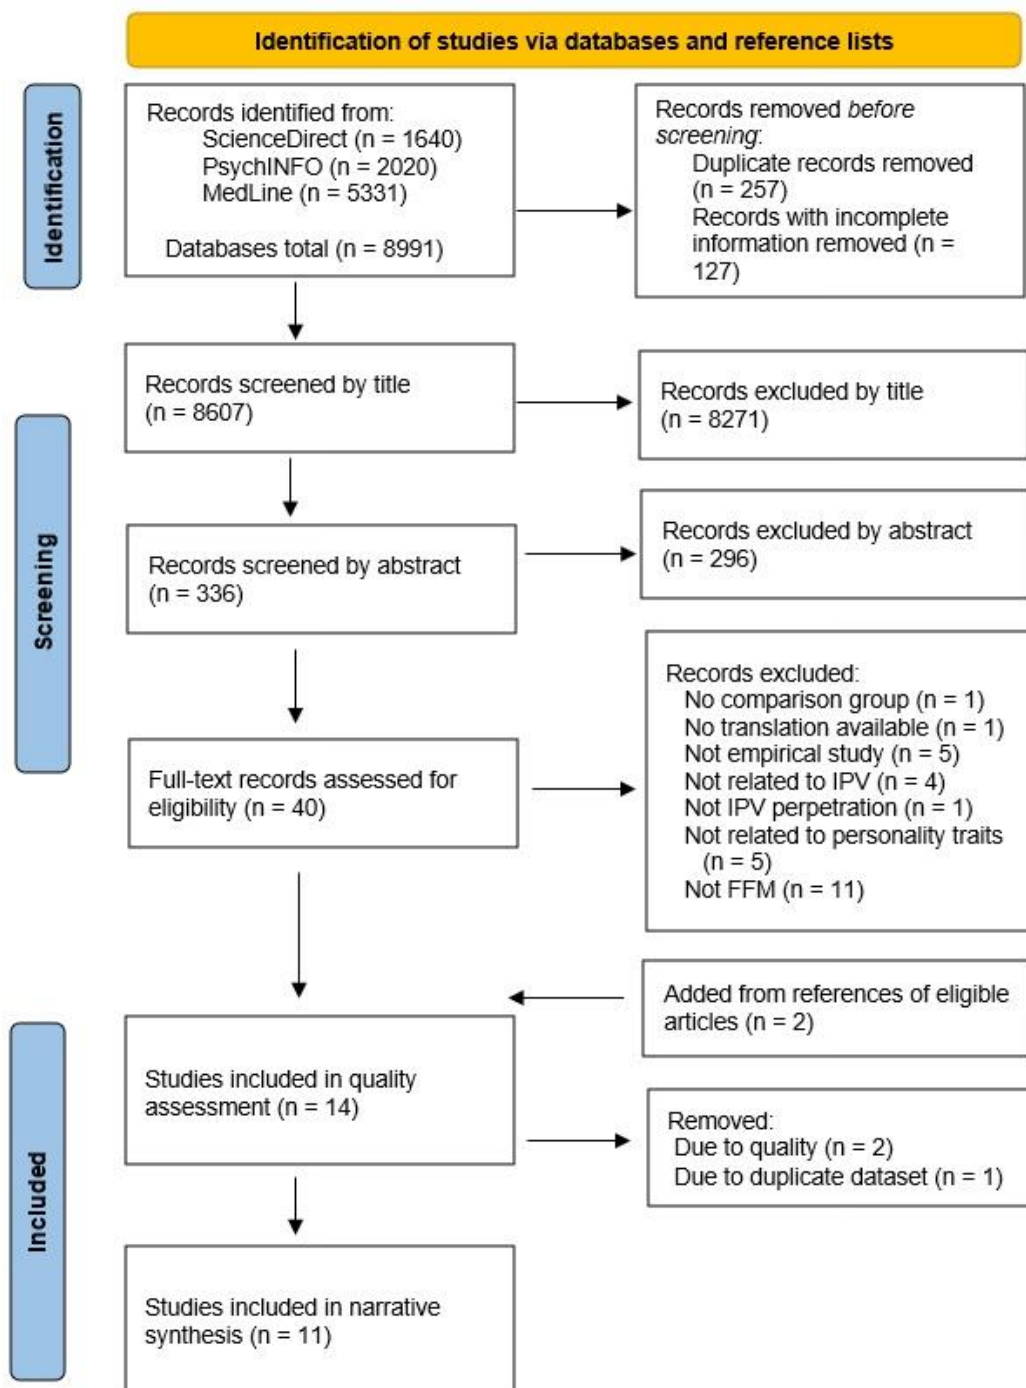 Identification of studies via databases and reference lists
Identification
Records identified from:
ScienceDirect (n = 1640)
PsychINFO (n = 2020)
MedLine (n = 5331)
Databases total (n = 8991)
Records removed before
screening:
Duplicate records removed
(n = 257)
Records with incomplete
information removed (n =
127)
Screening
Records screened by title
(n = 8607)
Records excluded by title
(n = 8271)
Records screened by abstract
(n = 336)
Records excluded by abstract
(n = 296)
Full-text records assessed for
eligibility (n = 40)
Records excluded:
No comparison group (n = 1)
No translation available (n = 1)
Not empirical study (n = 5)
Not related to IPV (n = 4)
Not IPV perpetration (n = 1)
Not related to personality traits
(n = 5)
Not FFM (n = 11)
Added from references of eligible
articles (n = 2)
Included
Studies included in quality
assessment (n = 14)
Removed:
Due to quality (n = 2)
Due to duplicate dataset (n = 1)
Studies included in narrative
synthesis (n = 11)